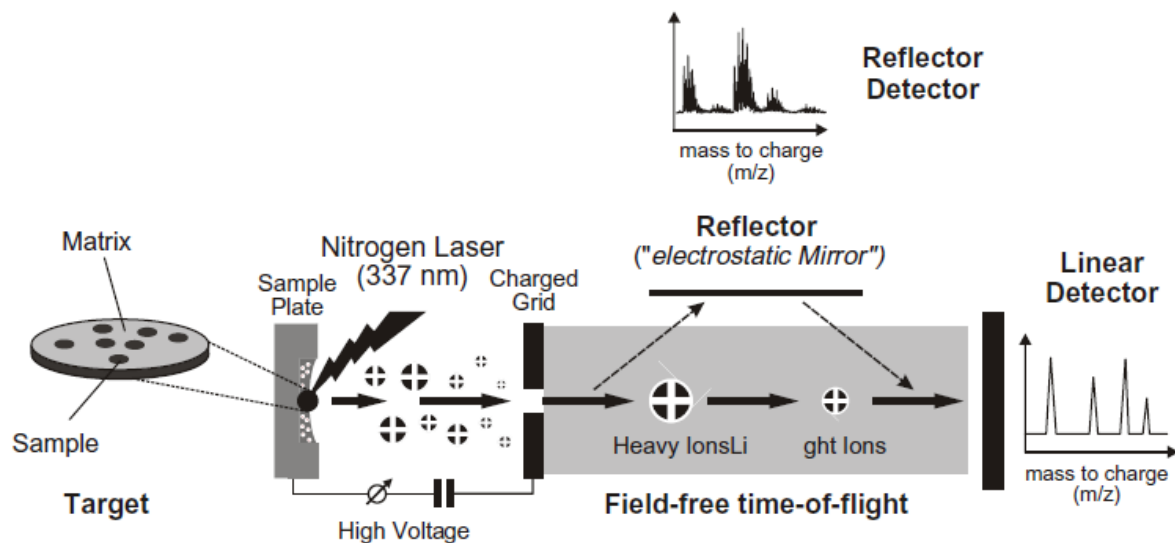 Reflector
Detector
mass to charge
(m/z)
Matrix
Nitrogen Laser
(337 nm)
Sample
Plate
Charged
Grid
Reflector
("electrostatic Mirror")
Linear
Detector
Sample
Heavy IonsLi ght Ions
mass to charge
(m/z)
Target
High Voltage
Field-free time-of-flight